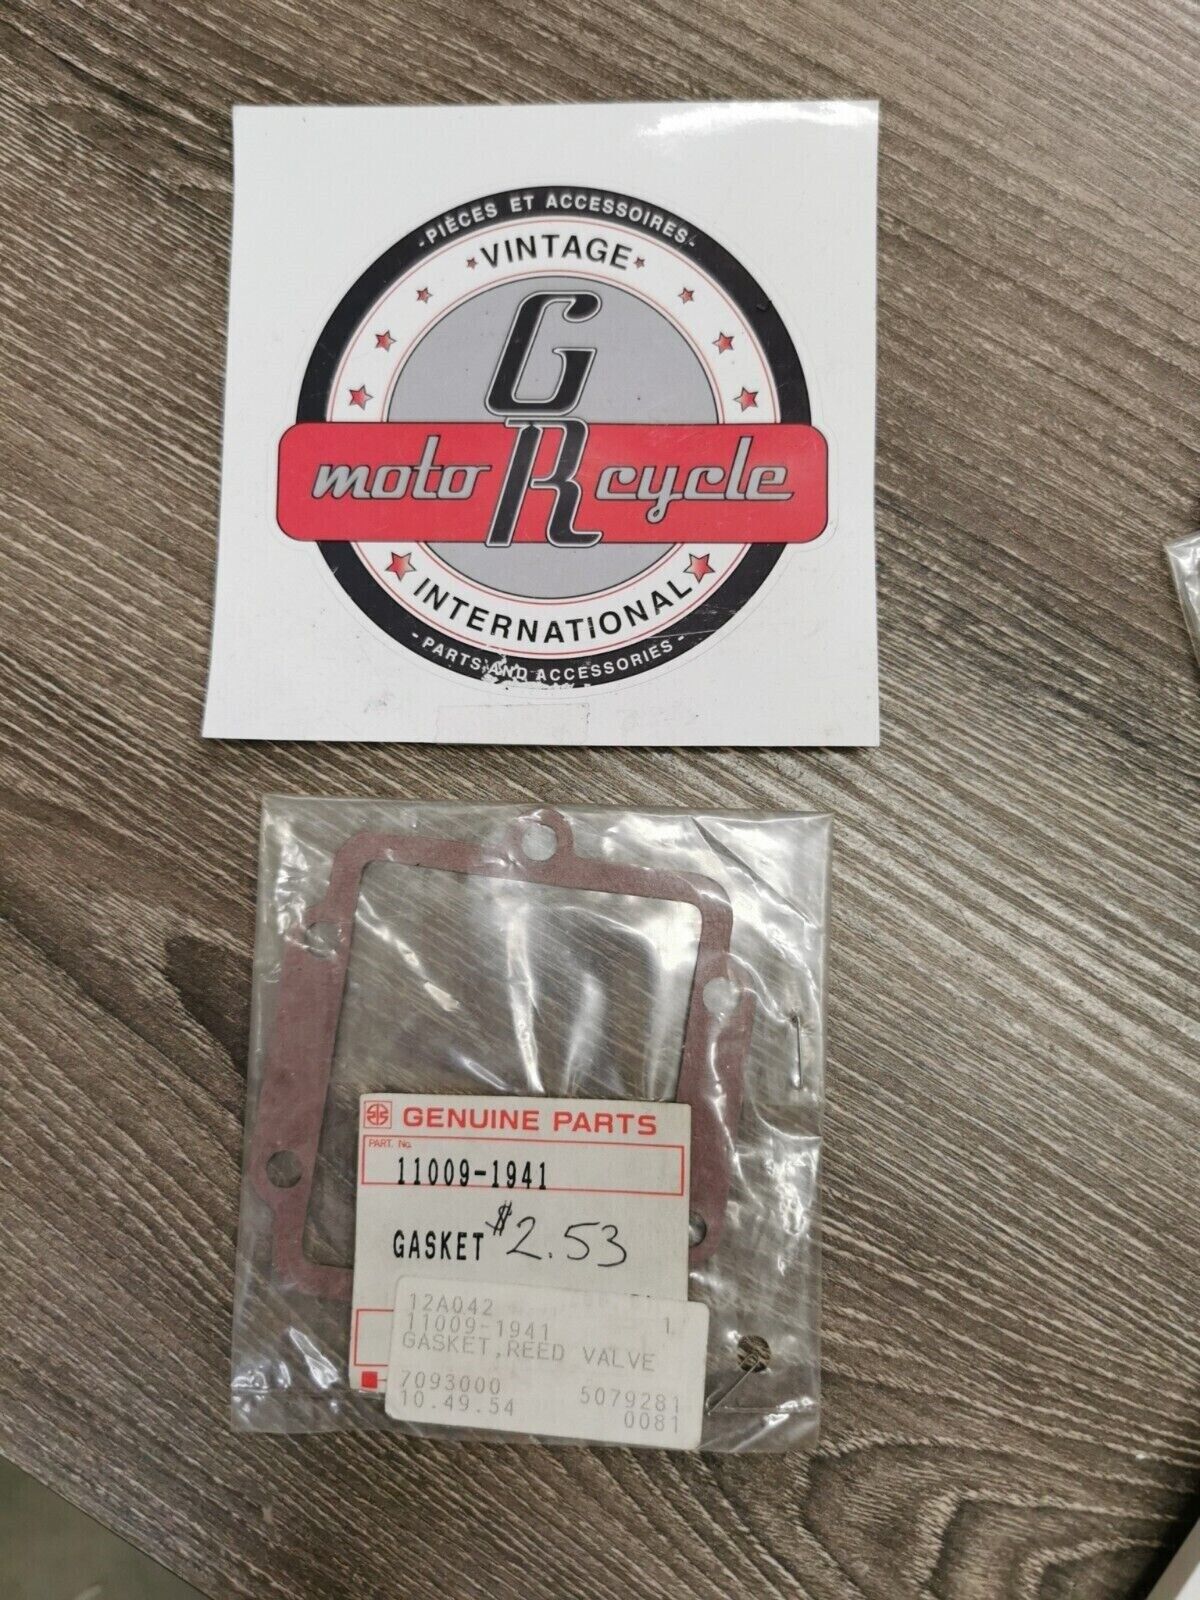 -PIÈCES ET ACCESSOIRES-
VINTAGE
GR
moto cycle
INTERNATIONAL
- PARTS AND ACCESSORIES -
GENUINE PARTS
PART. No.
11009-1941
GASKET $2.53
12A042
11009-1941 1
GASKET,REED VALVE
7093000 5079281
10.49.54 0081